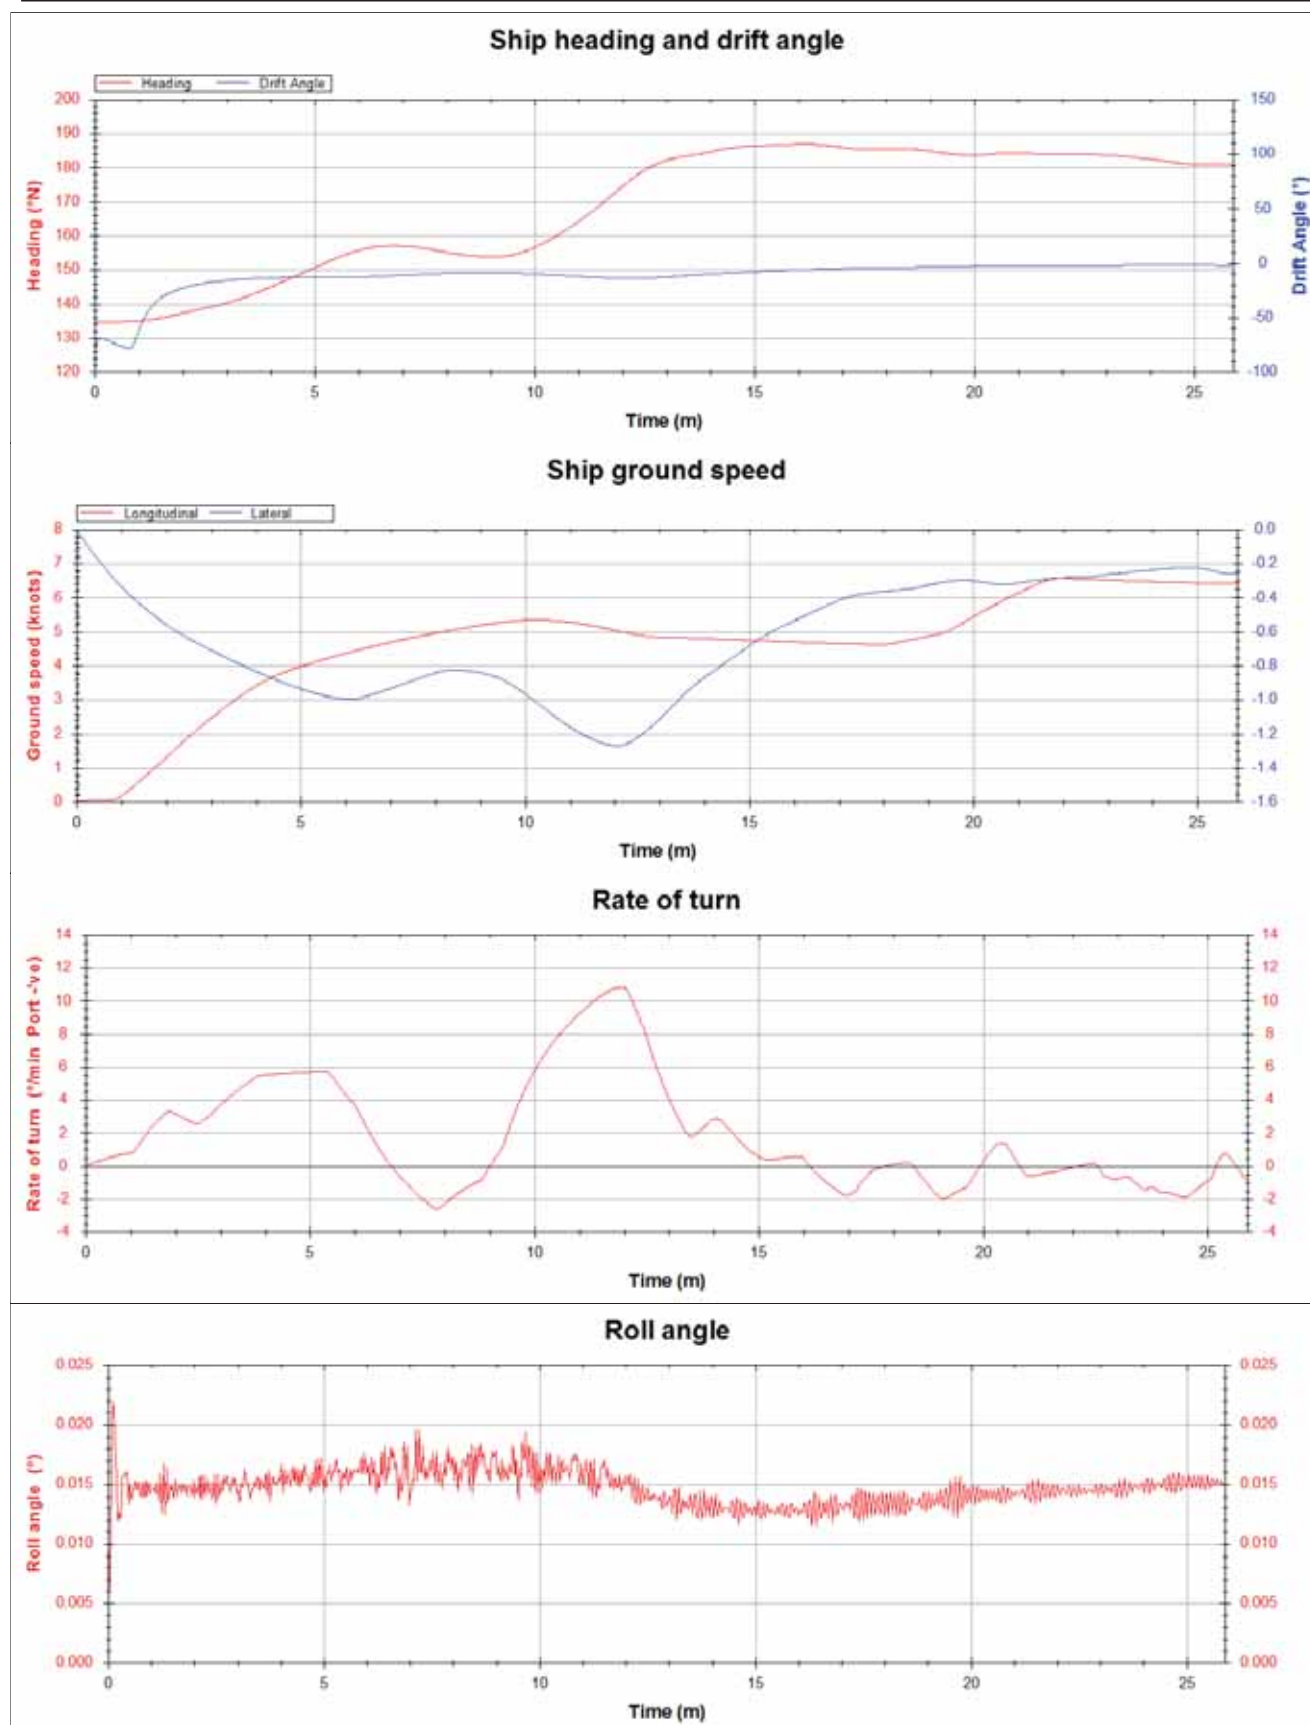 Ship heading and drift angle
Heading Drift Angle
200 150
190
180 100
170
160 50
150 0
140
130 -50
120 -100
Heading (°N)
Drift Angle (°)
0 5 10 15 20 25
Time (m)
Ship ground speed
Longitudinal Lateral
8 0.0
7 -0.2
6 -0.4
5 -0.6
4 -0.8
3 -1.0
2 -1.2
1 -1.4
0 -1.6
Ground speed (knots)
0 5 10 15 20 25
Time (m)
Rate of turn
14 14
12 12
10 10
8 8
6 6
4 4
2 2
0 0
-2 -2
-4 -4
Rate of turn (°/min Port -'ve)
0 5 10 15 20 25
Time (m)
Roll angle
0.025 0.025
0.020 0.020
0.015 0.015
0.010 0.010
0.005 0.005
0.000 0.000
Roll angle (°)
0 5 10 15 20 25
Time (m)